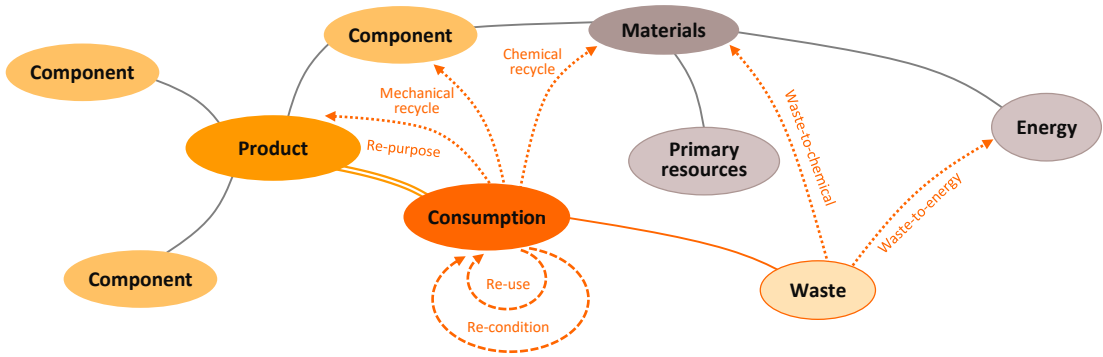 Component
Materials
Component
Chemical
recycle
Mechanical
recycle
Waste-to-chemical
Energy
Product
Re-purpose
Primary
resources
Consumption
Waste-to-energy
Component
Re-use
Waste
Re-condition